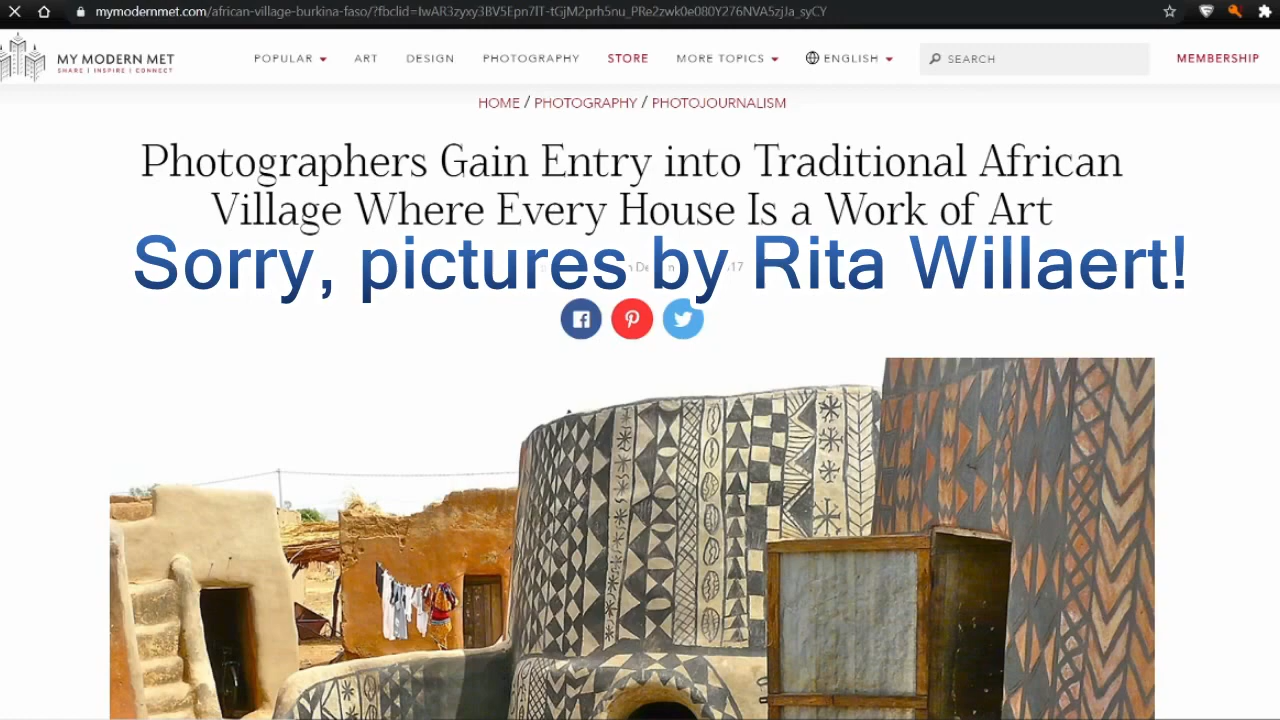 mymodernmet.com/african-village-burkina-faso/?fbclid=IwAR3zyxy3BV5Epn7lT-tGjM2prh5nu_PRe2zwk0e080Y276NVA5zjJa_syCY
MY MODERN MET
SHARE | INSPIRE | CONNECT
POPULAR ART DESIGN PHOTOGRAPHY STORE MORE TOPICS ENGLISH SEARCH MEMBERSHIP
HOME / PHOTOGRAPHY / PHOTOJOURNALISM
Photographers Gain Entry into Traditional African
Village Where Every House Is a Work of Art
Sorry, pictures by Rita Willaert!